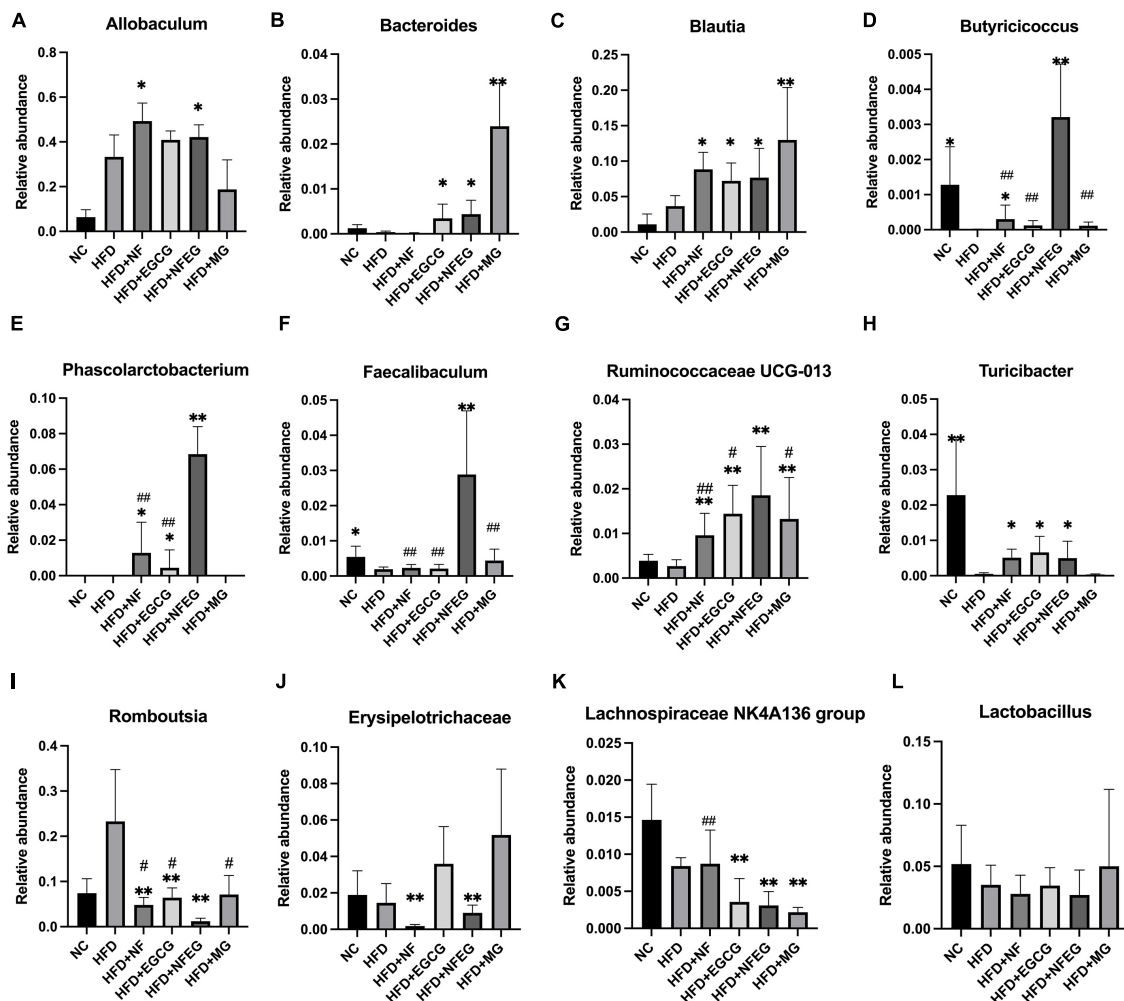 A
Allobaculum
Relative abundance
0.8
0.6
0.4
0.2
0.0
*
*
NC
HFD
HFD+NF
HFD+EGCG
HFD+NFEG
HFD+MG
B
Bacteroides
Relative abundance
0.04
0.03
0.02
0.01
0.00
*
*
**
NC
HFD
HFD+NF
HFD+EGCG
HFD+NFEG
HFD+MG
C
Blautia
Relative abundance
0.25
0.20
0.15
0.10
0.05
0.00
*
*
*
**
NC
HFD
HFD+NF
HFD+EGCG
HFD+NFEG
HFD+MG
D
Butyricicoccus
Relative abundance
0.005
0.004
0.003
0.002
0.001
0.000
*
##
*
##
**
##
NC
HFD
HFD+NF
HFD+EGCG
HFD+NFEG
HFD+MG
E
Phascolarctobacterium
Relative abundance
0.10
0.08
0.06
0.04
0.02
0.00
##
*
##
*
**
NC
HFD
HFD+NF
HFD+EGCG
HFD+NFEG
HFD+MG
F
Faecalibaculum
Relative abundance
0.05
0.04
0.03
0.02
0.01
0.00
*
##
##
**
##
NC
HFD
HFD+NF
HFD+EGCG
HFD+NFEG
HFD+MG
G
Ruminococcaceae UCG-013
Relative abundance
0.04
0.03
0.02
0.01
0.00
##
**
#
**
**
#
**
NC
HFD
HFD+NF
HFD+EGCG
HFD+NFEG
HFD+MG
H
Turicibacter
Relative abundance
0.05
0.04
0.03
0.02
0.01
0.00
**
*
*
*
NC
HFD
HFD+NF
HFD+EGCG
HFD+NFEG
HFD+MG
I
Romboutsia
Relative abundance
0.4
0.3
0.2
0.1
0.0
#
**
#
**
**
#
NC
HFD
HFD+NF
HFD+EGCG
HFD+NFEG
HFD+MG
J
Erysipelotrichaceae
Relative abundance
0.10
0.08
0.06
0.04
0.02
0.00
**
**
NC
HFD
HFD+NF
HFD+EGCG
HFD+NFEG
HFD+MG
K
Lachnospiraceae NK4A136 group
Relative abundance
0.025
0.020
0.015
0.010
0.005
0.000
##
**
**
**
NC
HFD
HFD+NF
HFD+EGCG
HFD+NFEG
HFD+MG
L
Lactobacillus
Relative abundance
0.15
0.10
0.05
0.00
NC
HFD
HFD+NF
HFD+EGCG
HFD+NFEG
HFD+MG